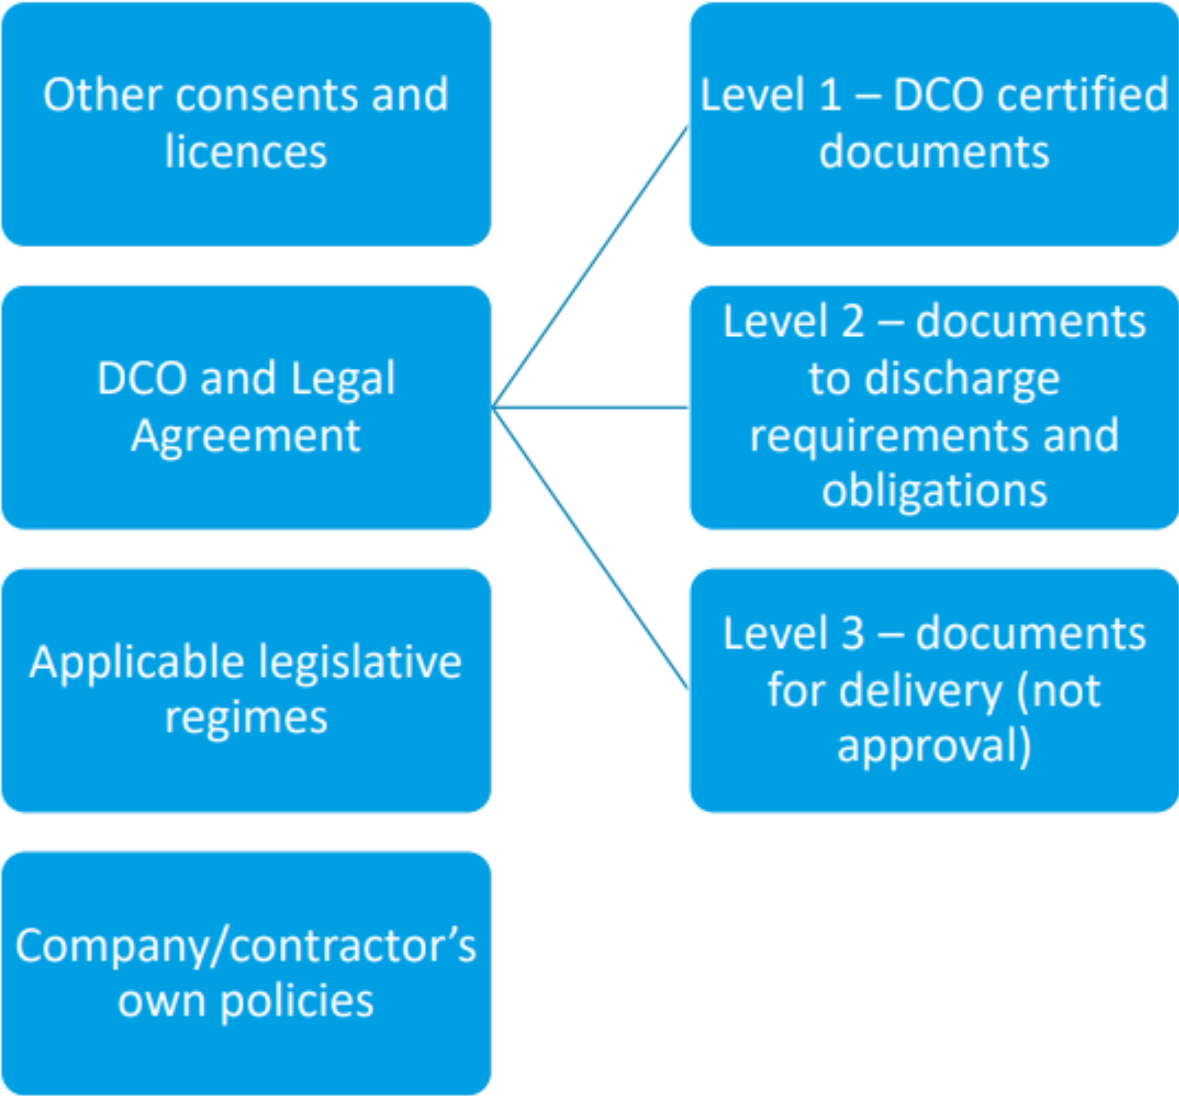 Other consents and
licences
DCO and Legal
Agreement
Applicable legislative
regimes
Company/contractor’s
own policies
Level 1 – DCO certified
documents
Level 2 – documents
to discharge
requirements and
obligations
Level 3 – documents
for delivery (not
approval)